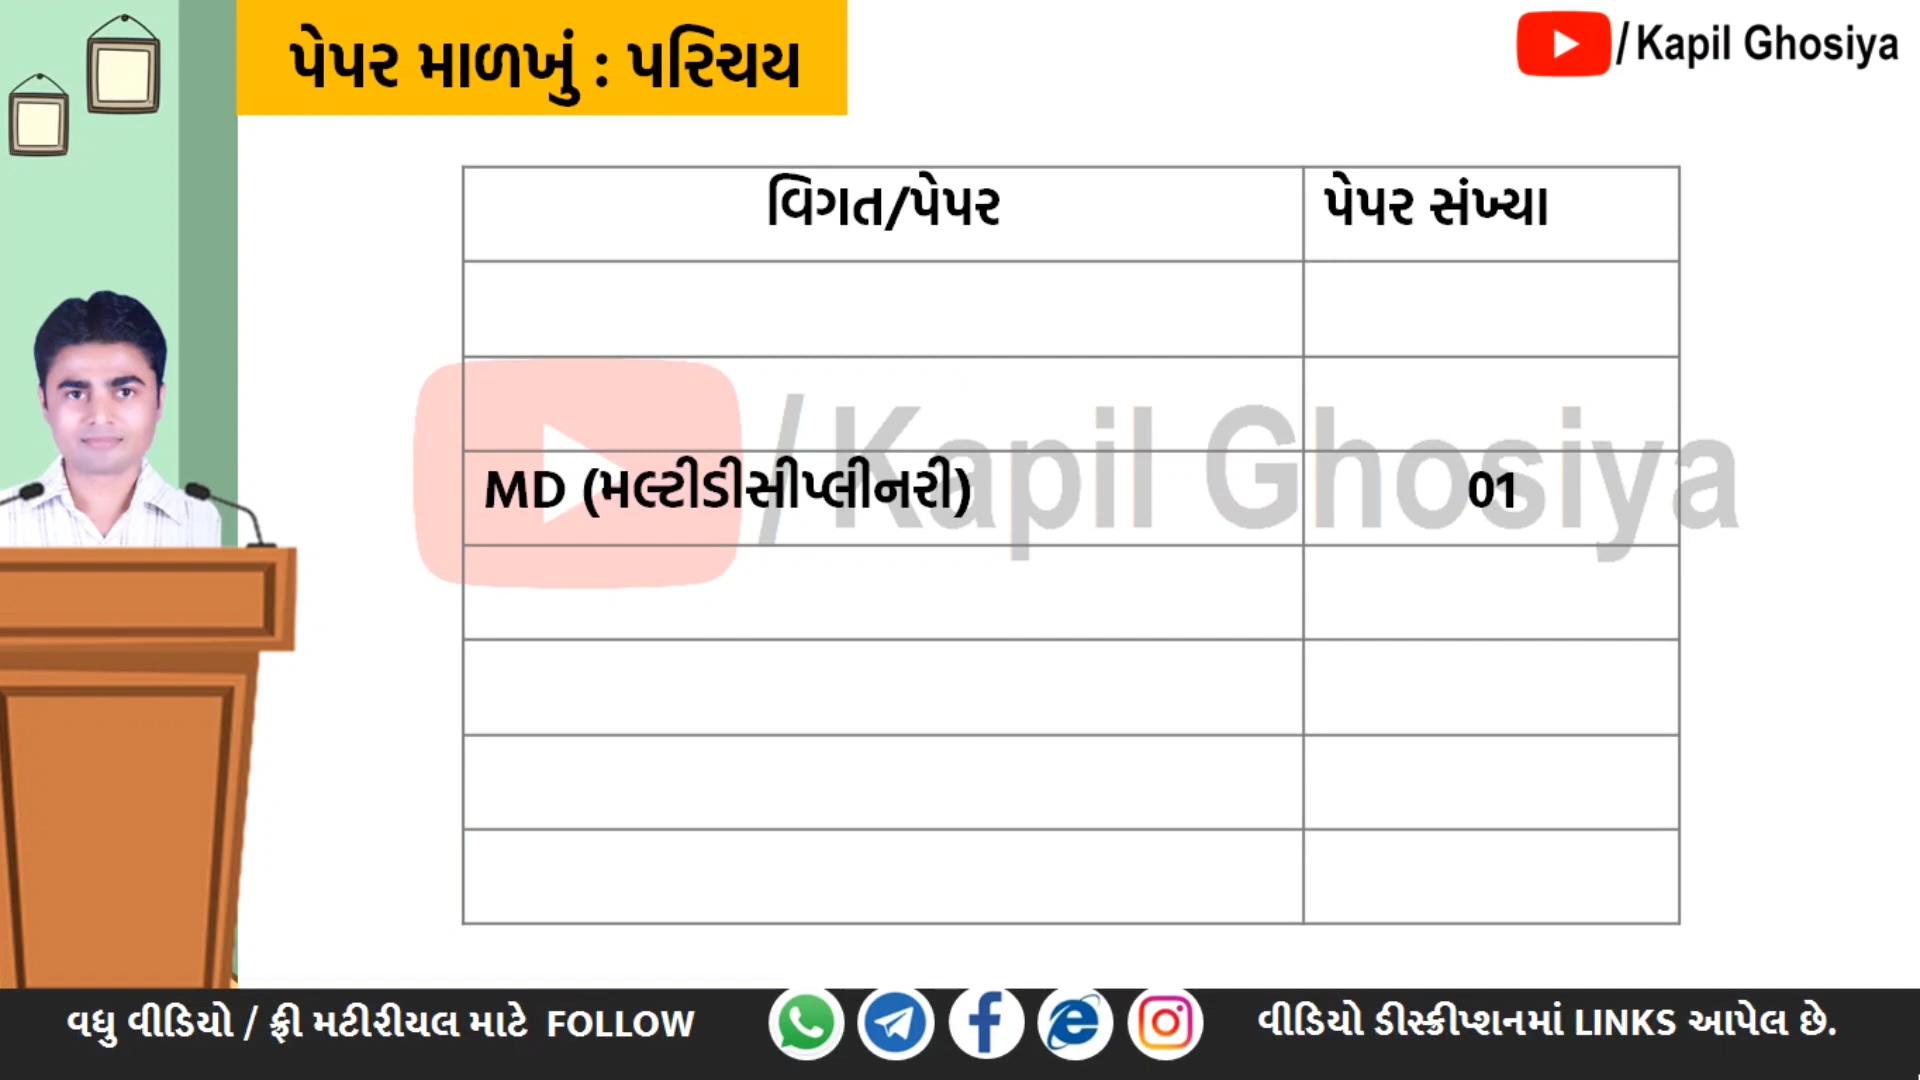 પેપર માળખું : પરિચય
/Kapil Ghosiya
વિગત/પેપર
પેપર સંખ્યા
/Kapil Ghosiya
MD (મલ્ટીડીસીપ્લીનરી)
01
વધુ વીડિયો / ફ્રી મટીરીયલ માટે FOLLOW
વીડિયો ડીસ્ક્રીપ્શનમાં LINKS આપેલ છે.